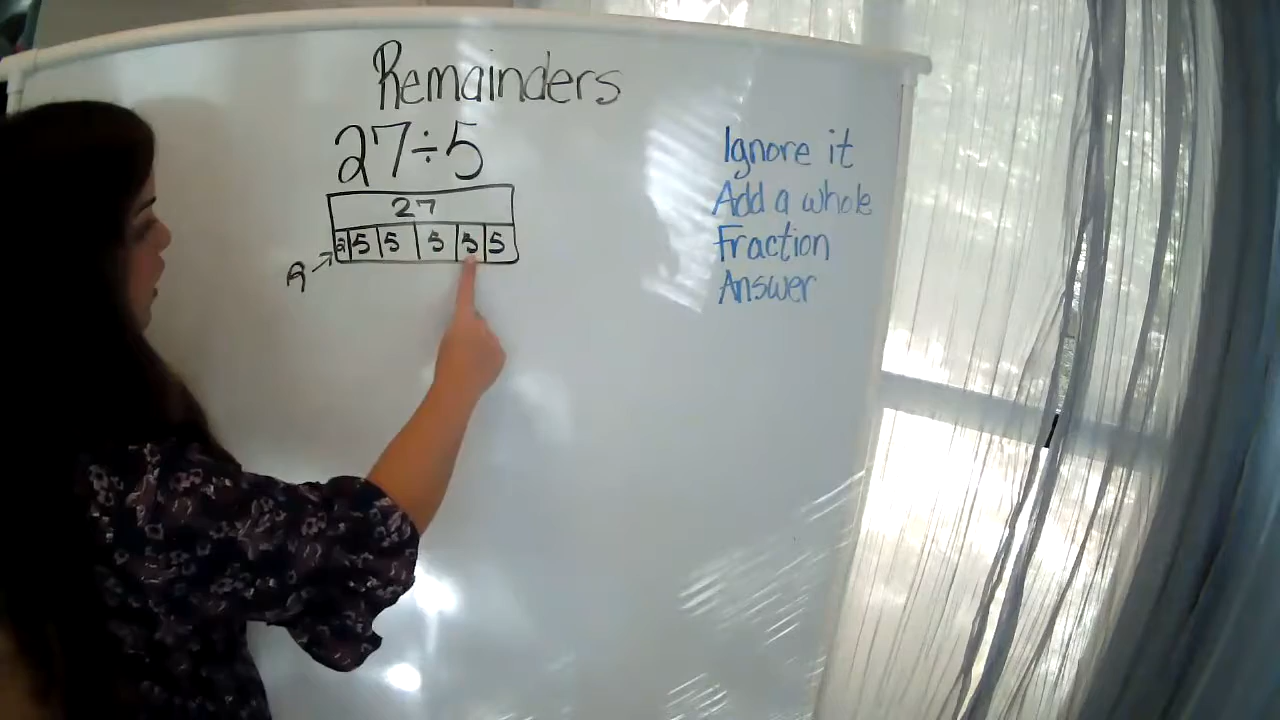 Remainders
27÷5
27
2 5 5 5 5 5
R
Ignore it
Add a whole
Fraction
Answer